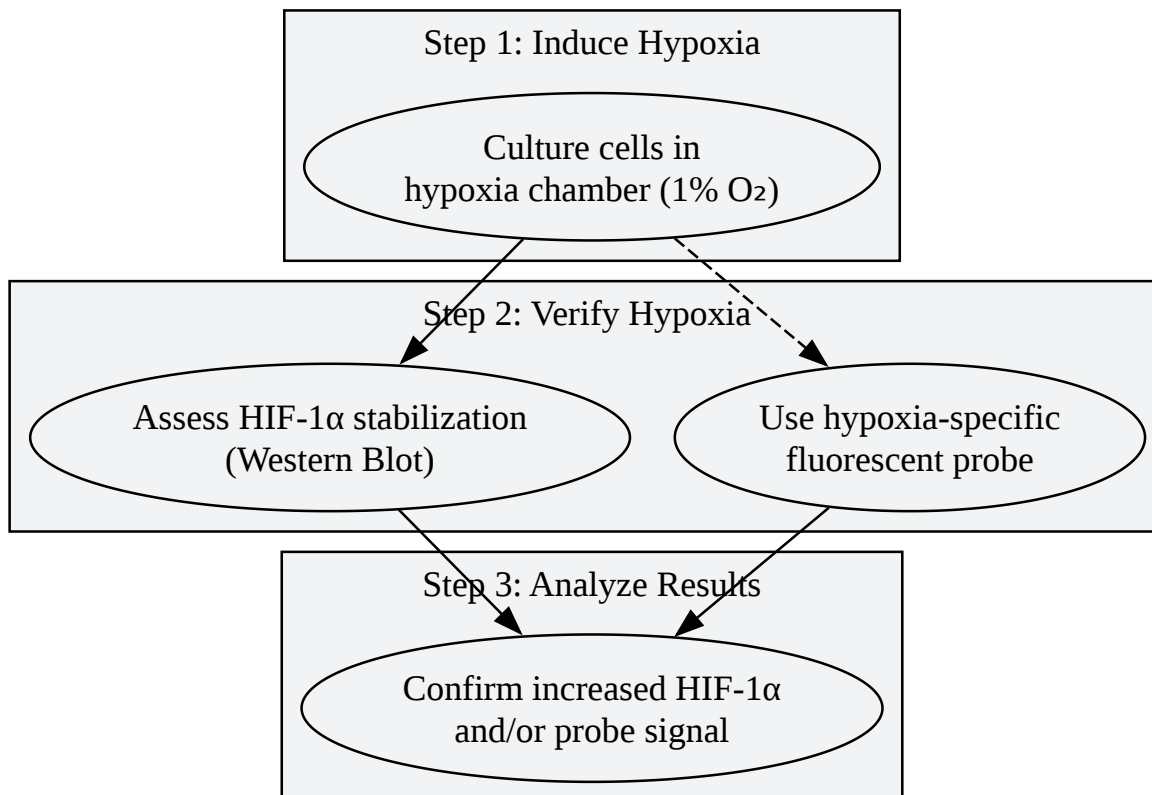 Step 1: Induce Hypoxia
Culture cells in
hypoxia chamber (1% O₂)
Step 2: Verify Hypoxia
Assess HIF-1α stabilization
(Western Blot)
Use hypoxia-specific
fluorescent probe
Step 3: Analyze Results
Confirm increased HIF-1α
and/or probe signal